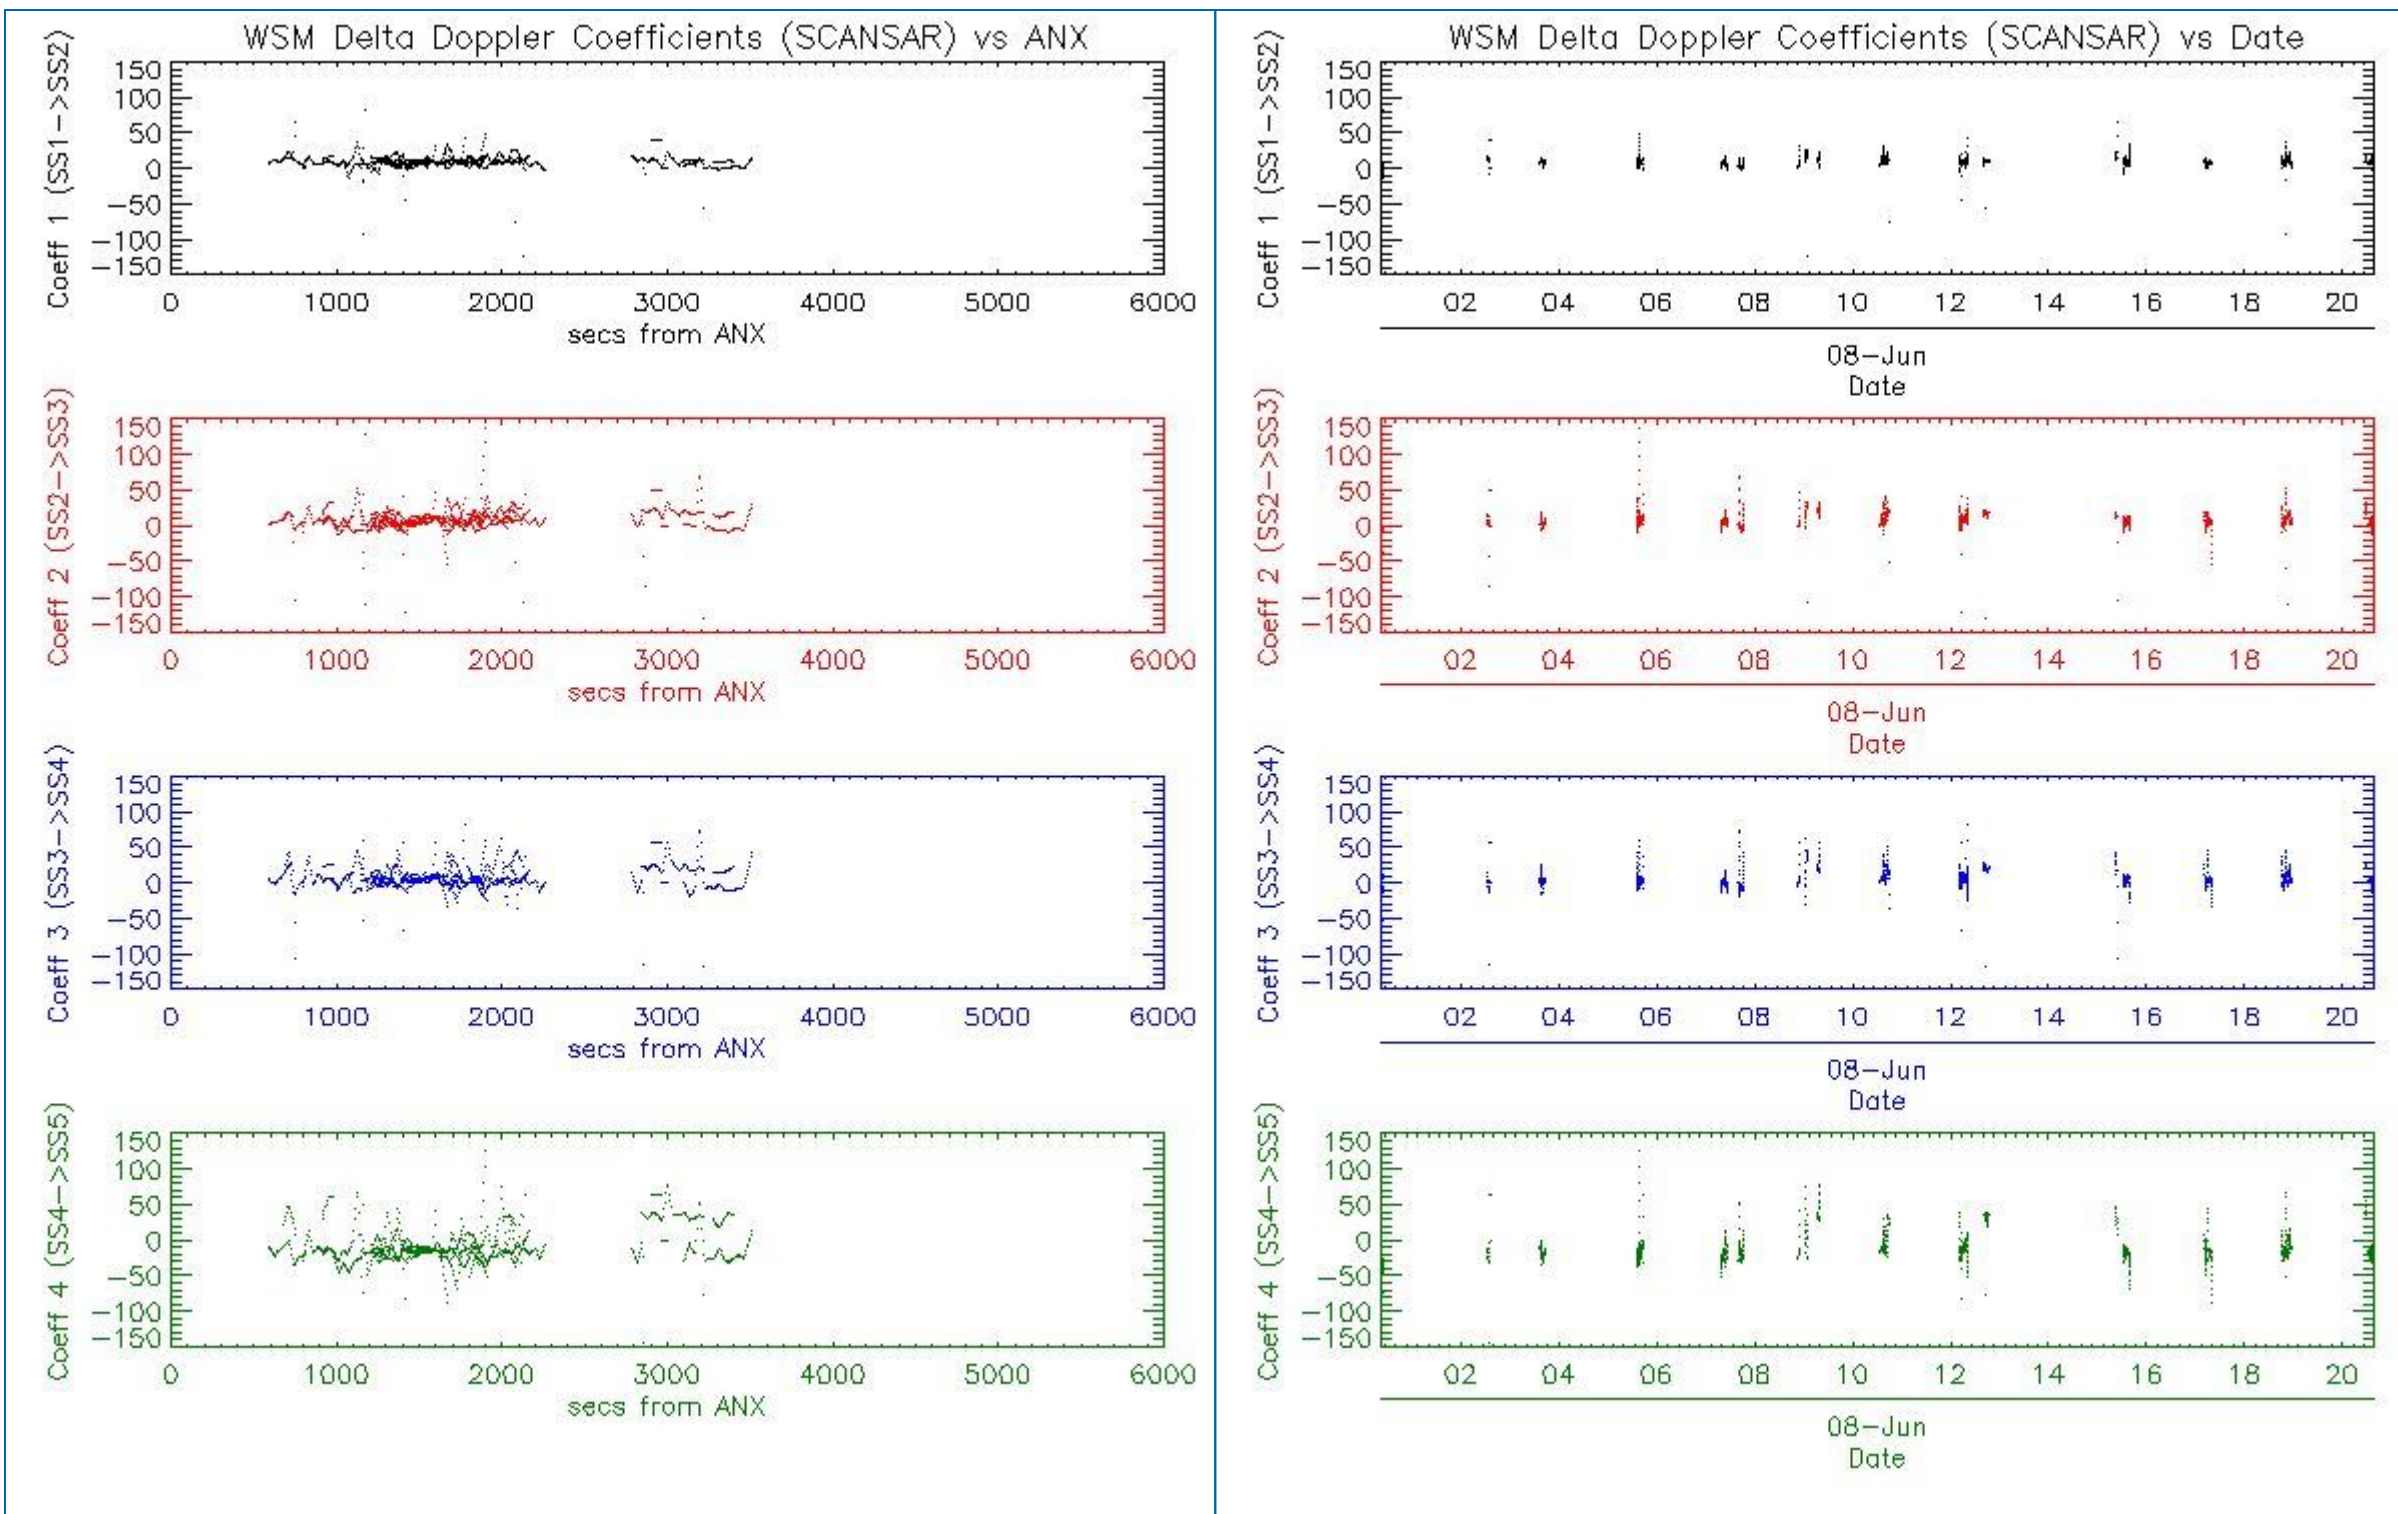 WSM Delta Doppler Coefficients (SCANSAR) vs ANX
Coeff 1 (SS1->SS2)
150
100
50
0
-50
-100
-150
0 1000 2000 3000 4000 5000 6000
secs from ANX
Coeff 2 (SS2->SS3)
150
100
50
0
-50
-100
-150
0 1000 2000 3000 4000 5000 6000
secs from ANX
Coeff 3 (SS3->SS4)
150
100
50
0
-50
-100
-150
0 1000 2000 3000 4000 5000 6000
secs from ANX
Coeff 4 (SS4->SS5)
150
100
50
0
-50
-100
-150
0 1000 2000 3000 4000 5000 6000
secs from ANX
WSM Delta Doppler Coefficients (SCANSAR) vs Date
Coeff 1 (SS1->SS2)
150
100
50
0
-50
-100
-150
02 04 06 08 10 12 14 16 18 20
08-Jun
Date
Coeff 2 (SS2->SS3)
150
100
50
0
-50
-100
-150
02 04 06 08 10 12 14 16 18 20
08-Jun
Date
Coeff 3 (SS3->SS4)
150
100
50
0
-50
-100
-150
02 04 06 08 10 12 14 16 18 20
08-Jun
Date
Coeff 4 (SS4->SS5)
150
100
50
0
-50
-100
-150
02 04 06 08 10 12 14 16 18 20
08-Jun
Date